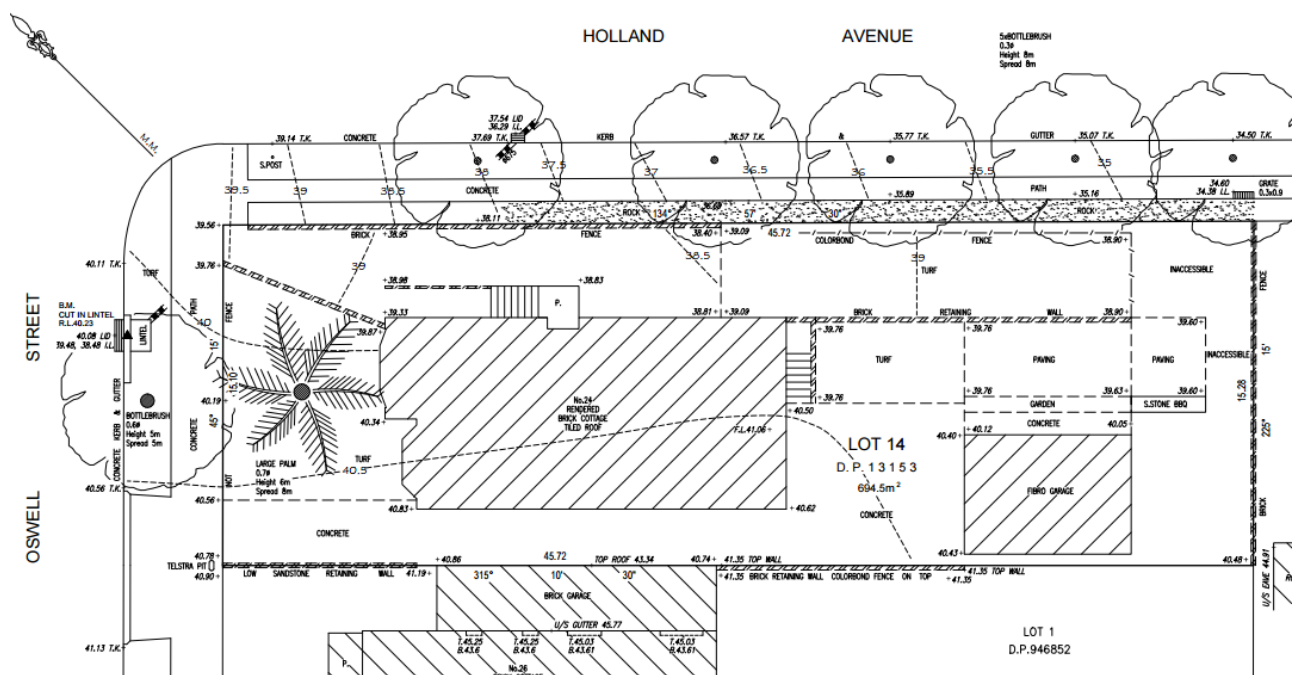 HOLLAND AVENUE
5xBOTTLEBRUSH
0.3ø
Height 8m
Spread 8m
M.M.
37.54 LID
36.29 I.L.
39.14 T.K.
CONCRETE
37.69 T.K.
KERB
36.57 T.K.
&
35.77 T.K.
GUTTER
35.07 T.K.
34.50 T.K.
S.POST
Ø375
39.5
39
38.5
38
37.5
37
36.5
36
35.5
35
CONCRETE
PATH
35.89
35.16
34.60
34.38 I.L.
GRATE
0.3x0.9
38.11
ROCK
134°
57'
30"
ROCK
39.56
BRICK
38.95
FENCE
38.40
39.09
45.72
COLORBOND
FENCE
38.90
40.11 T.K.
TURF
39.76
39
38.5
39
TURF
INACCESSIBLE
FENCE
STREET
B.M.
CUT IN LINTEL
R.L.40.23
40.08 LID
39.48, 38.48 I.L.
LINTEL
PATH
FENCE
40
38.98
38.83
P.
39.33
38.81
39.09
39.87
BRICK
RETAINING
WALL
38.90
39.60
39.76
39.76
TURF
PAVING
PAVING
INACCESSIBLE
15'
15.10
15'
15.28
225°
40.19
45°
39.76
39.76
39.63
39.60
GARDEN
S.STONE BBQ
CONCRETE
40.12
40.05
BOTTLEBRUSH
0.6ø
Height 5m
Spread 5m
CONCRETE KERB & GUTTER
CONCRETE
40.34
No.24
RENDERED
BRICK COTTAGE
TILED ROOF
F.L.41.06
40.50
LOT 14
D. P. 13153
694.5m²
40.40
FIBRO GARAGE
LARGE PALM
0.7ø
Height 6m
Spread 8m
TURF
40.5
40.56 T.K.
NOT
40.56
40.83
40.62
CONCRETE
CONCRETE
BRICK
OSWELL
40.78
TELSTRA PIT
40.90
LOW SANDSTONE RETAINING WALL
41.19
40.86
45.72
TOP ROOF 43.34
40.74
41.35 TOP WALL
40.43
40.48
315°
10'
30"
41.35 BRICK RETAINING WALL COLORBOND FENCE ON TOP
41.35
41.35 TOP WALL
BRICK GARAGE
U/S EAVE 44.91
U/S GUTTER 45.77
T.45.25
B.43.6
T.45.25
B.43.6
T.45.03
B.43.61
T.45.03
B.43.61
41.13 T.K.
P.
No.26
LOT 1
D.P.946852